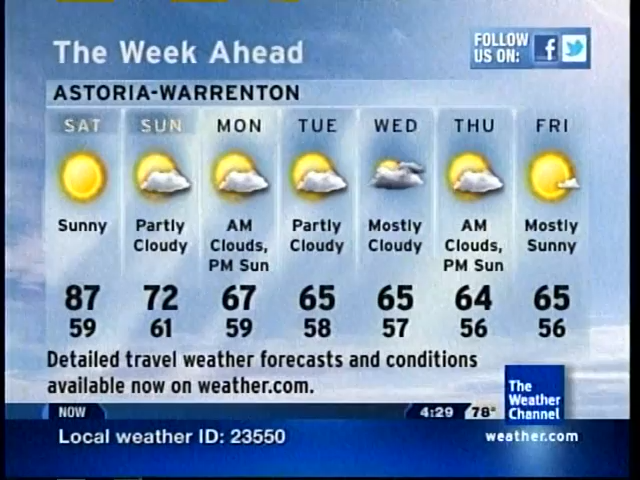 The Week Ahead
FOLLOW
US ON:
ASTORIA-WARRENTON
SAT SUN MON TUE WED THU FRI
Sunny
Partly
Cloudy
AM
Clouds,
PM Sun
Partly
Cloudy
Mostly
Cloudy
AM
Clouds,
PM Sun
Mostly
Sunny
87 72 67 65 65 64 65
59 61 59 58 57 56 56
Detailed travel weather forecasts and conditions
available now on weather.com.
The
Weather
Channel
NOW 4:29 78°
Local weather ID: 23550
weather.com